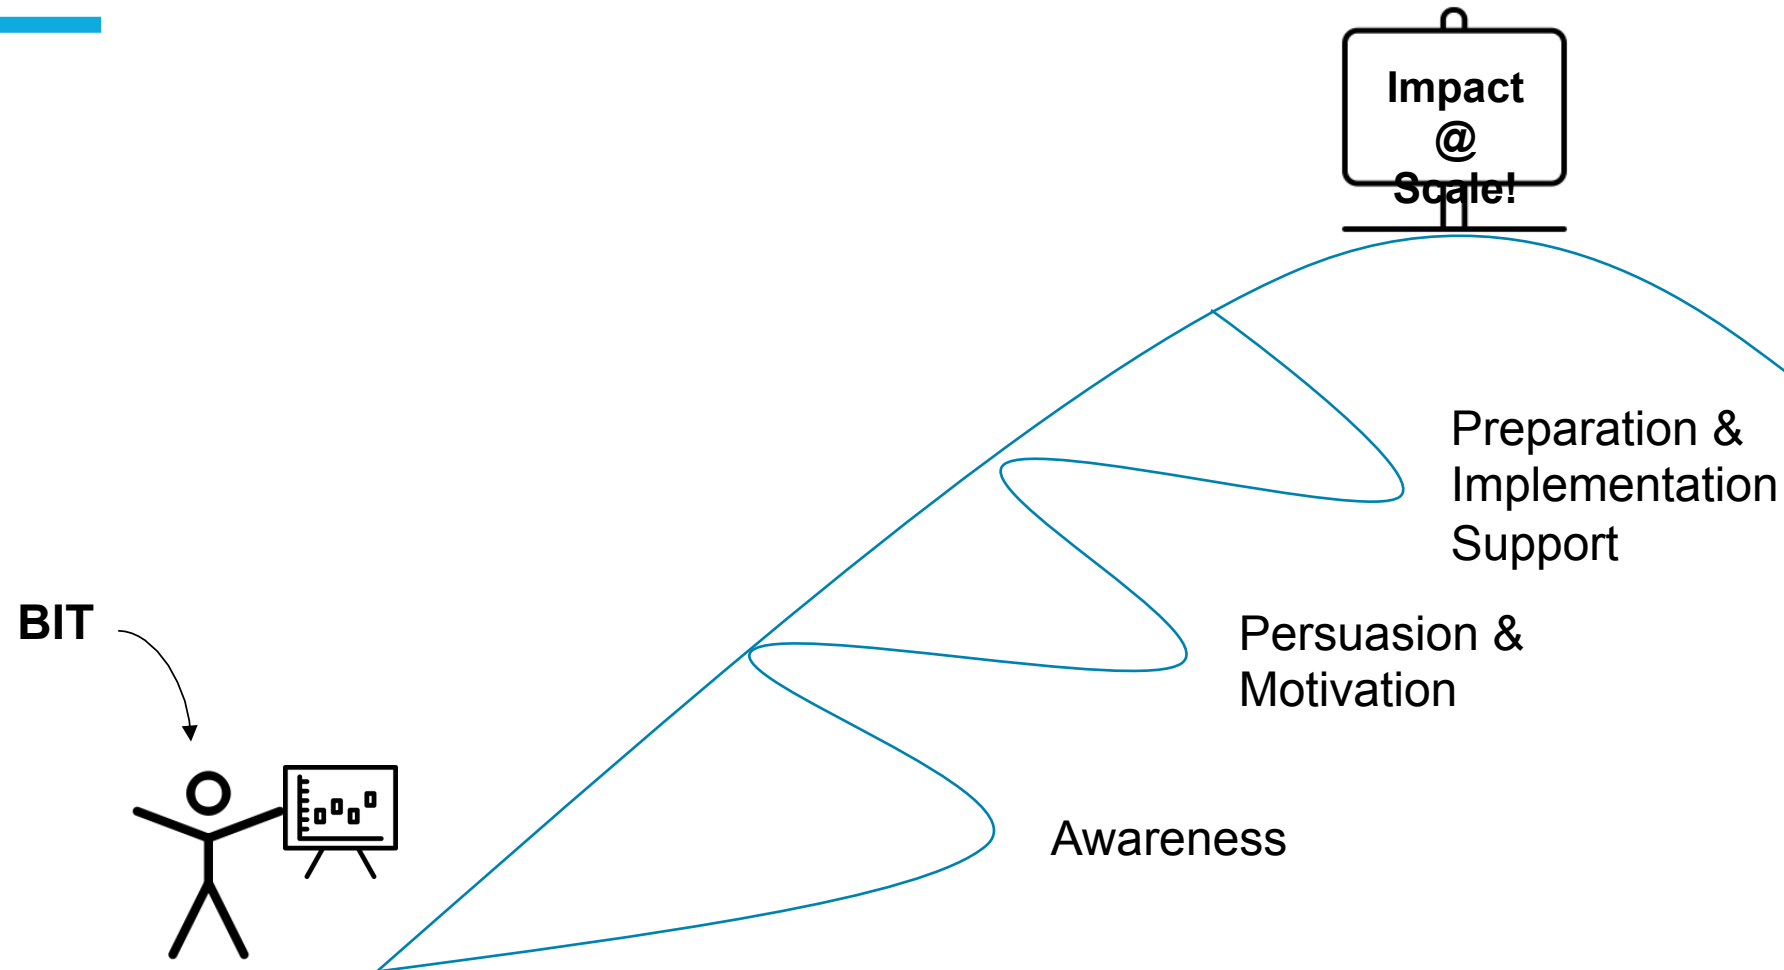 Impact
@
Scale!
Preparation &
Implementation
Support
BIT
Persuasion &
Motivation
Awareness